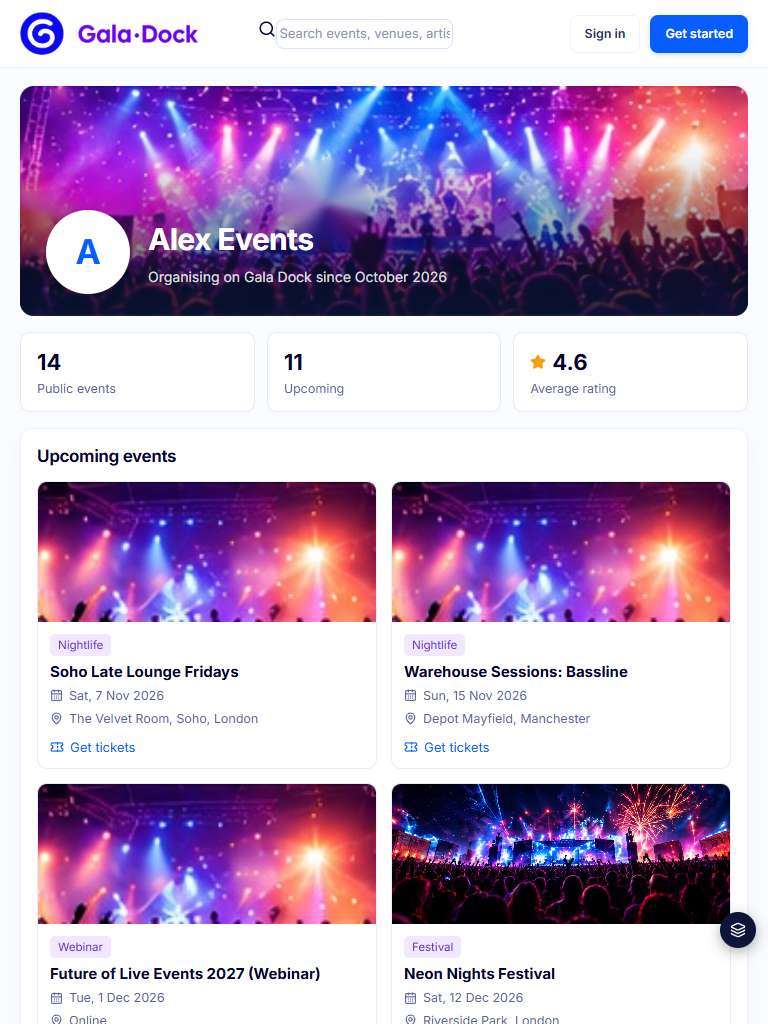 Gala·Dock
Search events, venues, artis
Sign in
Get started
A
Alex Events
Organising on Gala Dock since October 2026
14
Public events
11
Upcoming
4.6
Average rating
Upcoming events
Nightlife
Soho Late Lounge Fridays
Sat, 7 Nov 2026
The Velvet Room, Soho, London
Get tickets
Nightlife
Warehouse Sessions: Bassline
Sun, 15 Nov 2026
Depot Mayfield, Manchester
Get tickets
Webinar
Future of Live Events 2027 (Webinar)
Tue, 1 Dec 2026
Online
Festival
Neon Nights Festival
Sat, 12 Dec 2026
Riverside Park, London